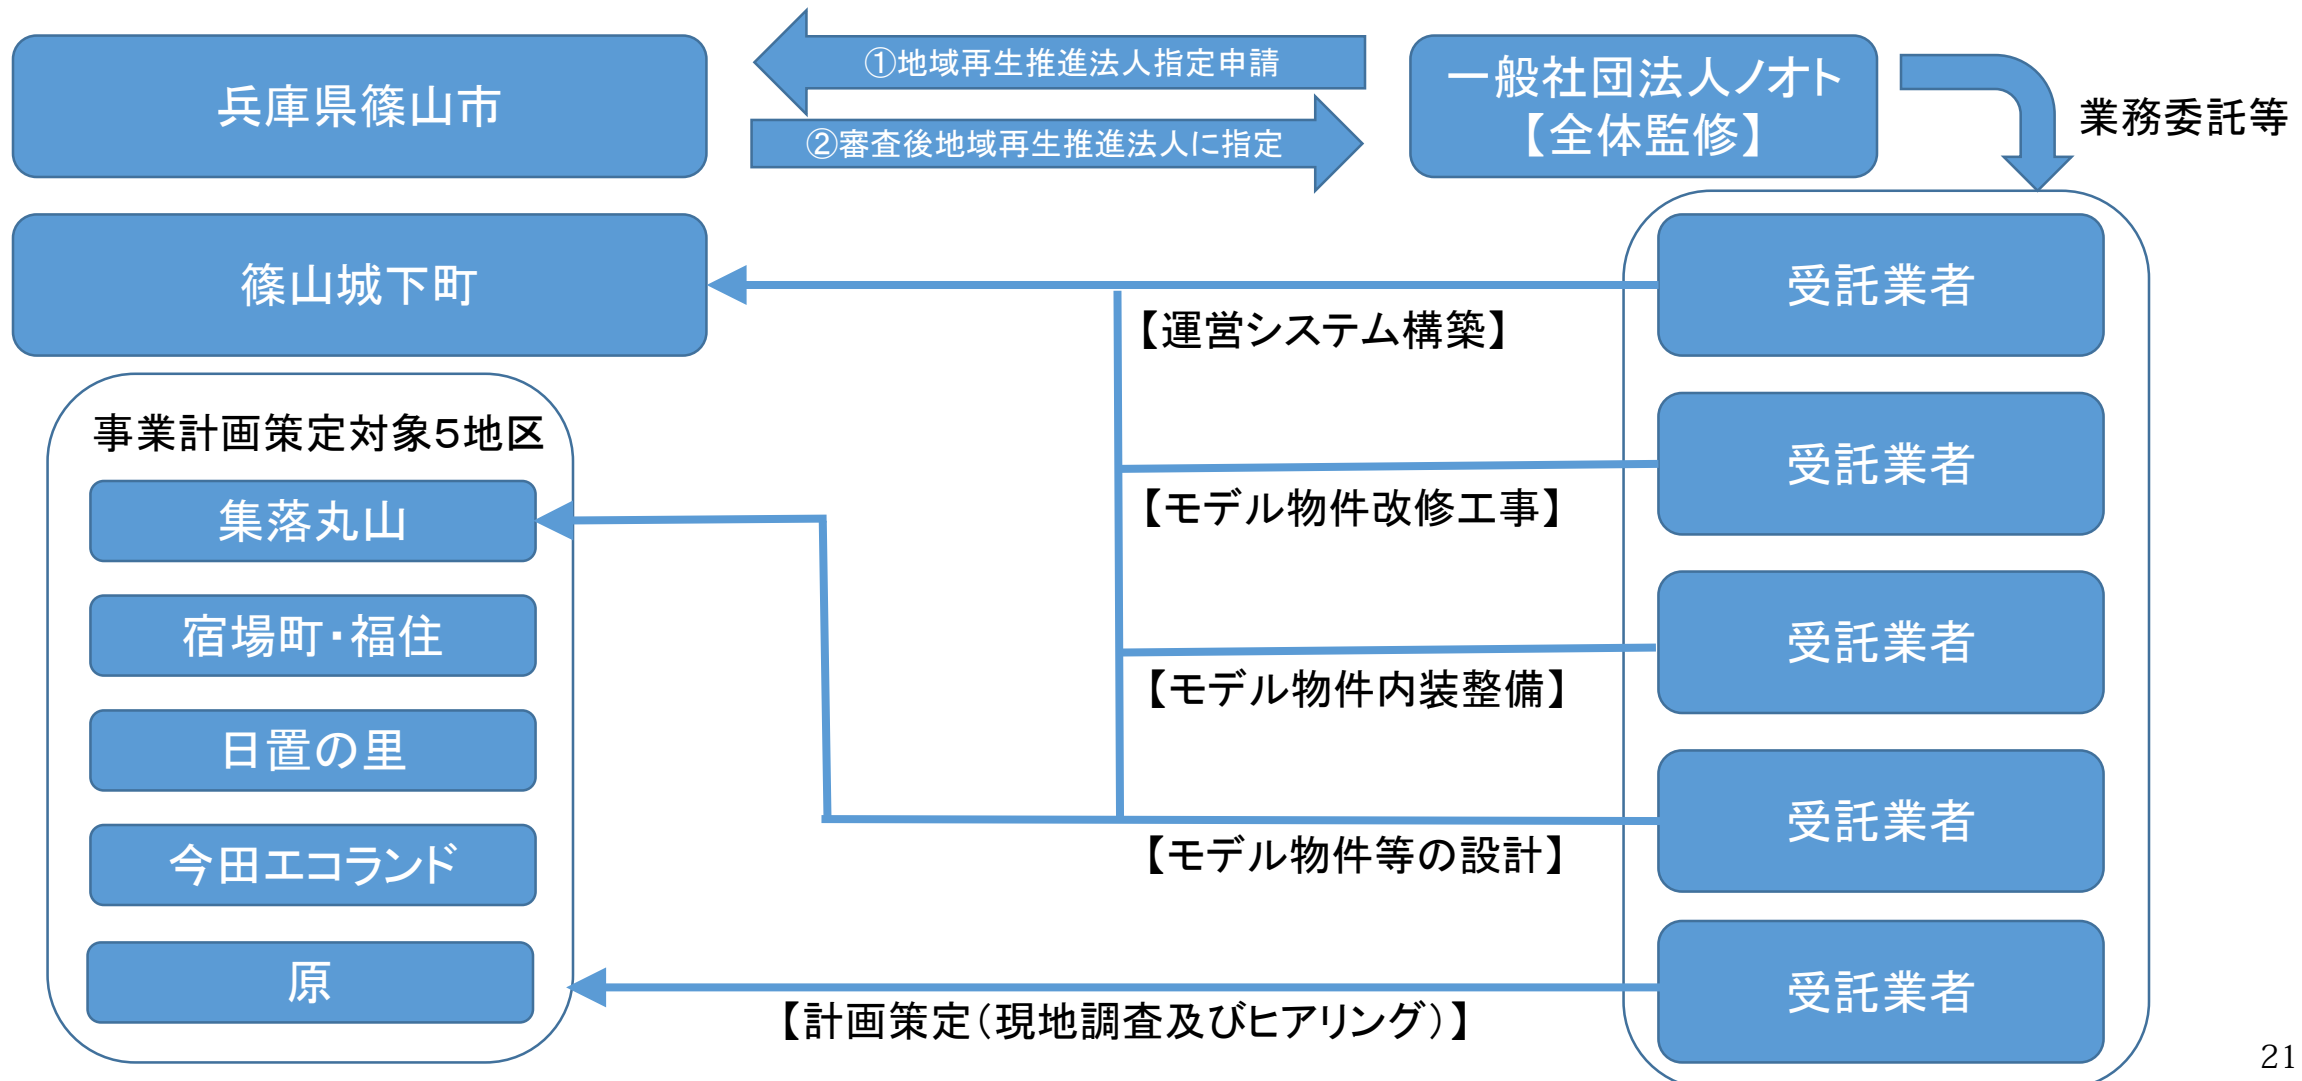 兵庫県篠山市
①地域再生推進法人指定申請
②審査後地域再生推進法人に指定
一般社団法人ノオト
【全体監修】
業務委託等
篠山城下町
受託業者
【運営システム構築】
事業計画策定対象５地区
受託業者
集落丸山
【モデル物件改修工事】
宿場町・福住
受託業者
【モデル物件内装整備】
日置の里
受託業者
今田エコランド
【モデル物件等の設計】
原
受託業者
【計画策定（現地調査及びヒアリング）】
21